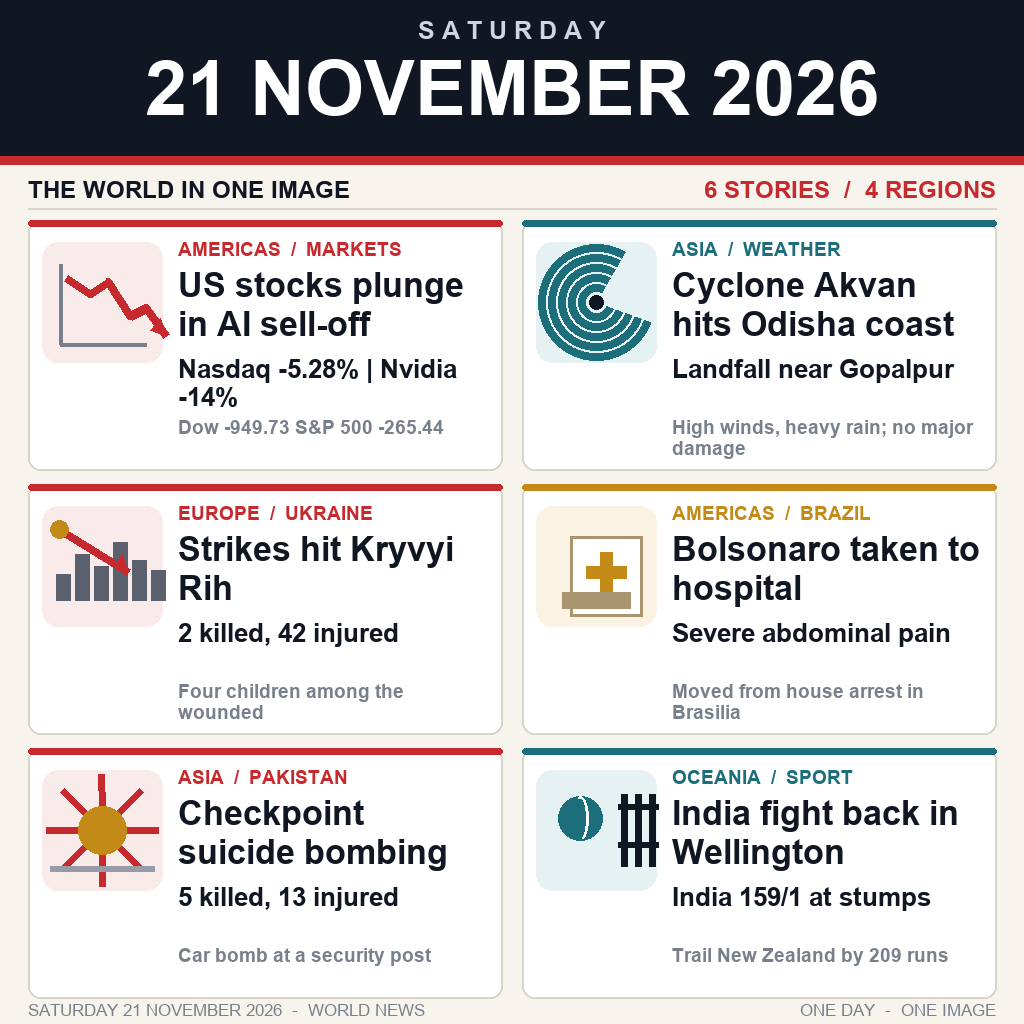 SATURDAY
21 NOVEMBER 2026
THE WORLD IN ONE IMAGE
6 STORIES / 4 REGIONS
AMERICAS / MARKETS
US stocks plunge
in AI sell-off
Nasdaq -5.28% | Nvidia
-14%
Dow -949.73 S&P 500 -265.44
ASIA / WEATHER
Cyclone Akvan
hits Odisha coast
Landfall near Gopalpur
High winds, heavy rain; no major
damage
EUROPE / UKRAINE
Strikes hit Kryvyi
Rih
2 killed, 42 injured
Four children among the
wounded
AMERICAS / BRAZIL
Bolsonaro taken to
hospital
Severe abdominal pain
Moved from house arrest in
Brasilia
ASIA / PAKISTAN
Checkpoint
suicide bombing
5 killed, 13 injured
Car bomb at a security post
OCEANIA / SPORT
India fight back in
Wellington
India 159/1 at stumps
Trail New Zealand by 209 runs
SATURDAY 21 NOVEMBER 2026 - WORLD NEWS
ONE DAY - ONE IMAGE